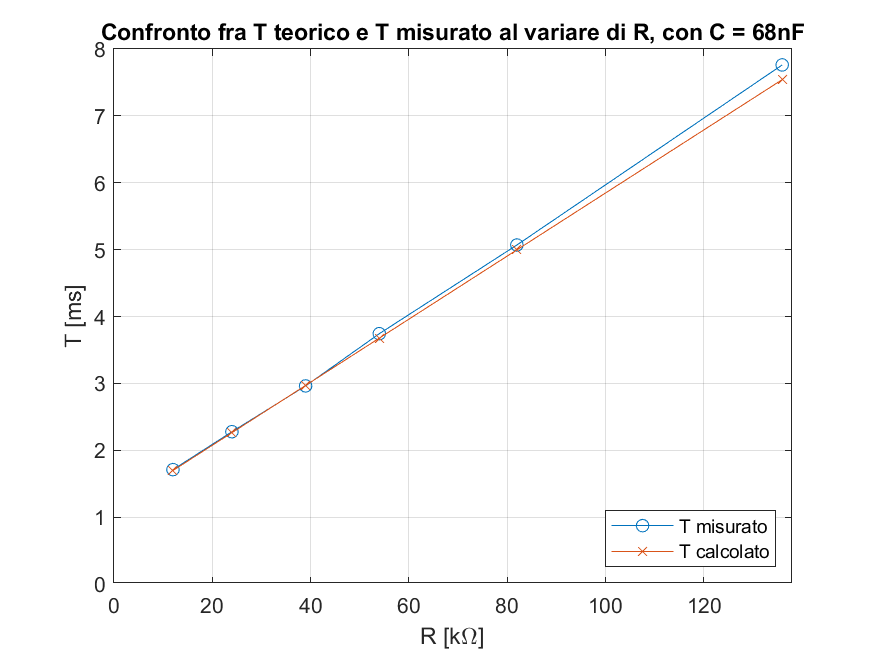 Confronto fra T teorico e T misurato al variare di R, con C = 68nF
8
7
6
5
4
3
2
1
0
T [ms]
0 20 40 60 80 100 120
R [kΩ]
T misurato
T calcolato